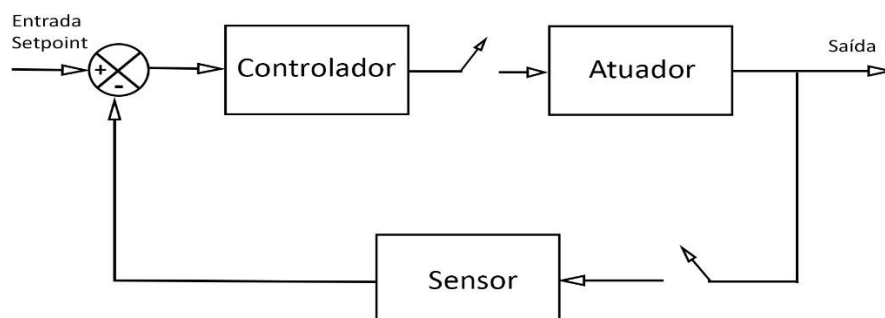 Entrada
Setpoint
+
-
Controlador
Atuador
Saída
Sensor